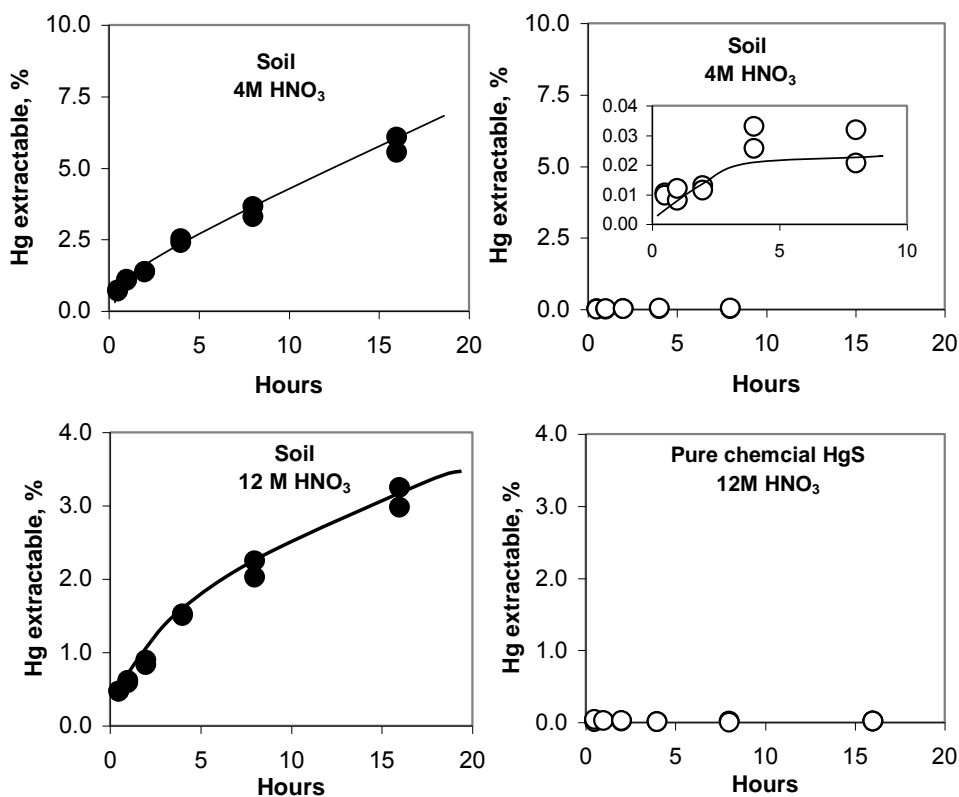 Soil
4M HNO₃
Hg extractable, %
10.0
7.5
5.0
2.5
0.0
0 5 10 15 20
Hours
Soil
4M HNO₃
Hg extractable, %
10.0
7.5
5.0
2.5
0.0
0.04
0.03
0.02
0.01
0.00
0 5 10
0 5 10 15 20
Hours
Soil
12 M HNO₃
Hg extractable, %
4.0
3.0
2.0
1.0
0.0
0 5 10 15 20
Hours
Pure chemcial HgS
12M HNO₃
Hg extractable, %
4.0
3.0
2.0
1.0
0.0
0 5 10 15 20
Hours